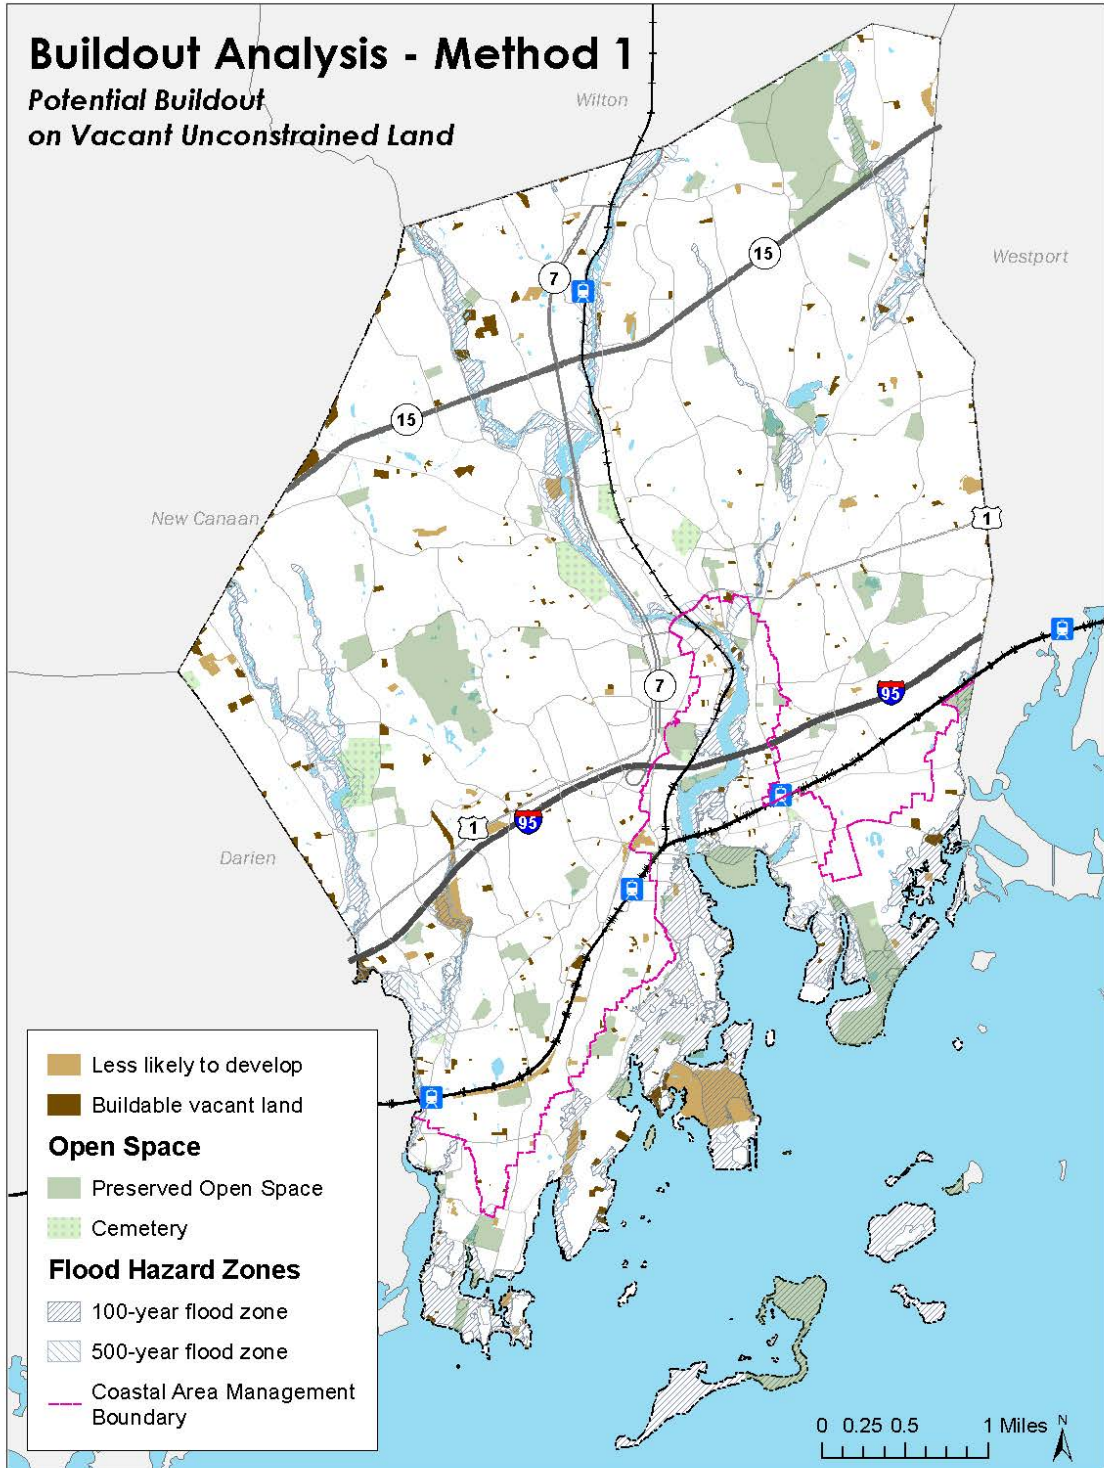 Buildout Analysis - Method 1
Potential Buildout
on Vacant Unconstrained Land
Wilton
Westport
15
7
15
New Canaan
1
7
95
1
95
Darien
Less likely to develop
Buildable vacant land
Open Space
Preserved Open Space
Cemetery
Flood Hazard Zones
100-year flood zone
500-year flood zone
Coastal Area Management
Boundary
0 0.25 0.5 1 Miles
N